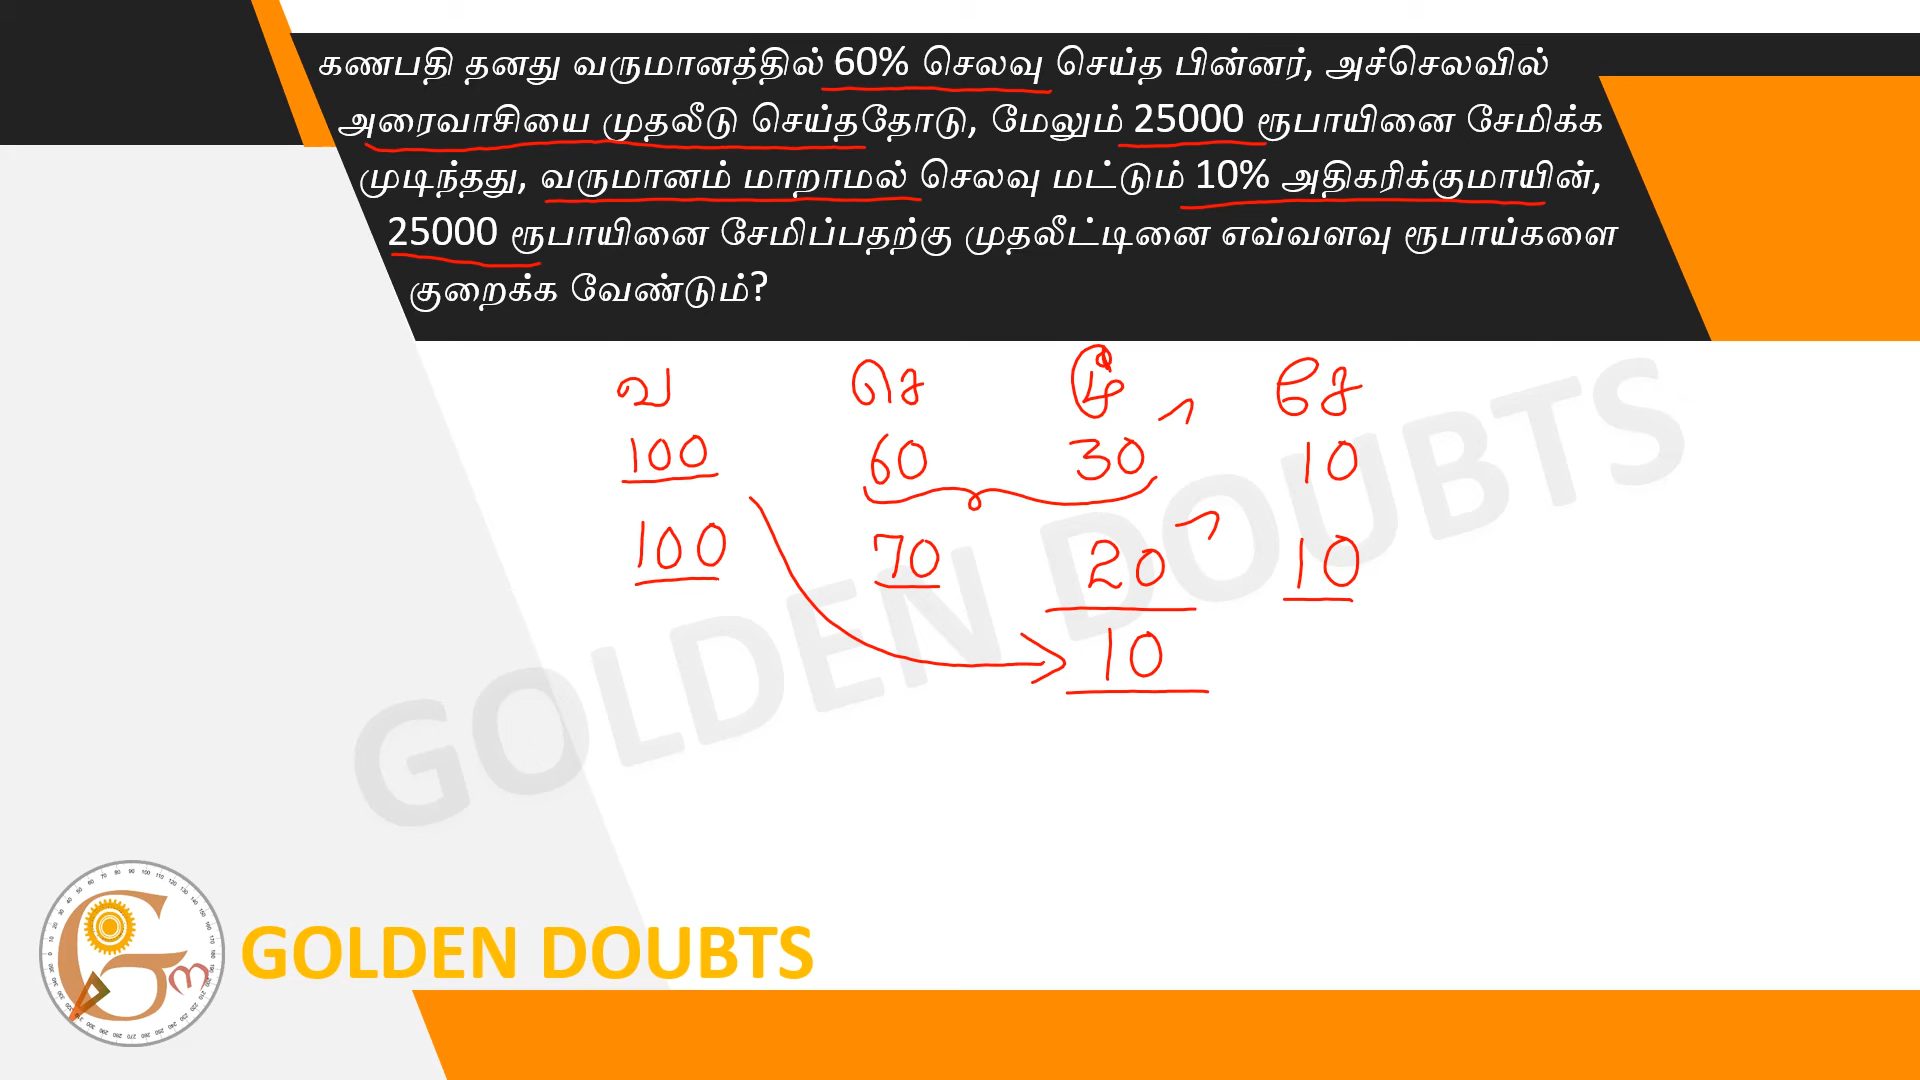 கணபதி தனது வருமானத்தில் 60% செலவு செய்த பின்னர், அச்செலவில்
அரைவாசியை முதலீடு செய்ததோடு, மேலும் 25000 ரூபாயினை சேமிக்க
முடிந்தது, வருமானம் மாறாமல் செலவு மட்டும் 10% அதிகரிக்குமாயின்,
25000 ரூபாயினை சேமிப்பதற்கு முதலீட்டினை எவ்வளவு ரூபாய்களை
குறைக்க வேண்டும்?
வ செ மு சே
100 60 30 10
100 70 20 10
10
GOLDEN DOUBTS
GOLDEN DOUBTS